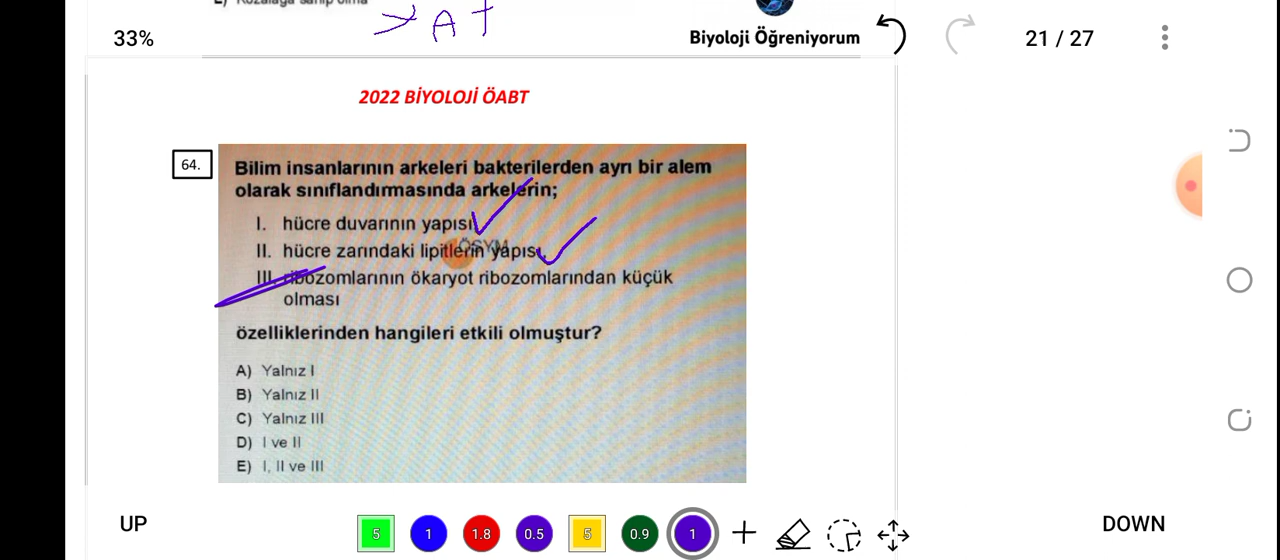 E) Kozalağa sahip olma
→ A +
33%
Biyoloji Öğreniyorum
21 / 27
2022 BİYOLOJİ ÖABT
64.
Bilim insanlarının arkeleri bakterilerden ayrı bir alem
olarak sınıflandırmasında arkelerin;
I. hücre duvarının yapısı,
II. hücre zarındaki lipitlerin yapısı,
ÖSYM
III. ribozomlarının ökaryot ribozomlarından küçük
olması
özelliklerinden hangileri etkili olmuştur?
A) Yalnız I
B) Yalnız II
C) Yalnız III
D) I ve II
E) I, II ve III
UP
5
1
1.8
0.5
5
0.9
1
DOWN